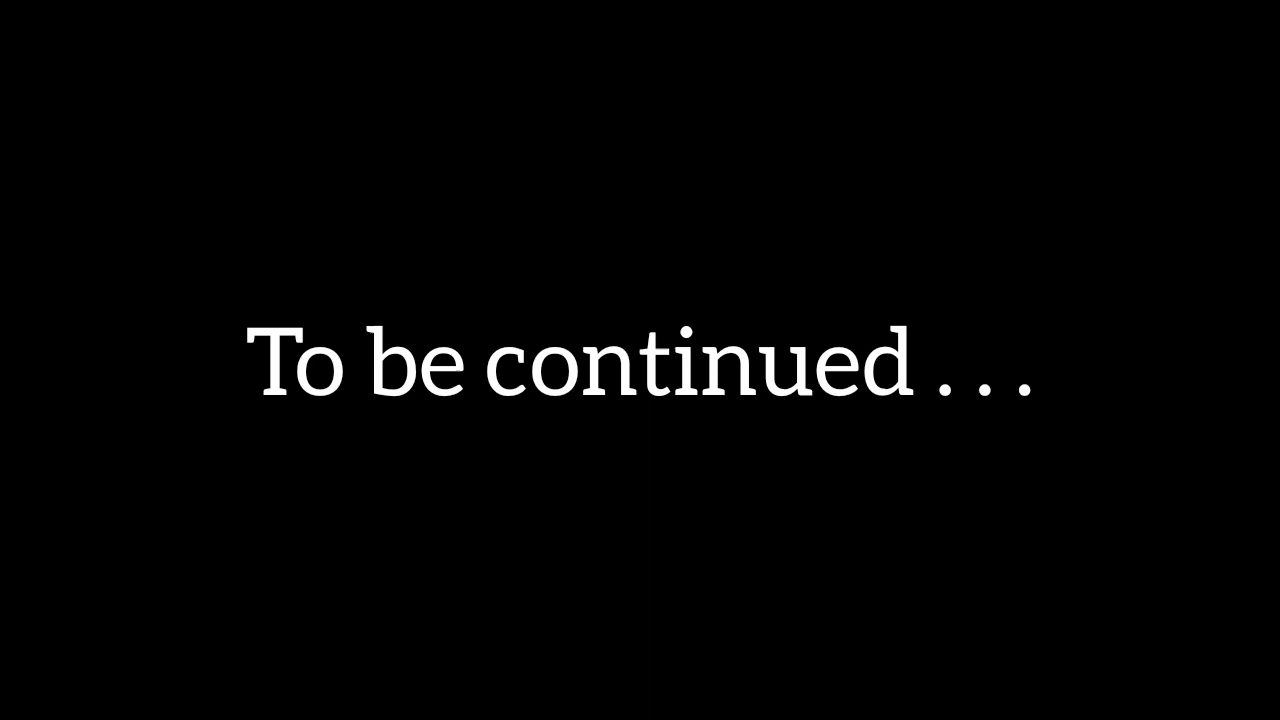 To be continued . . .